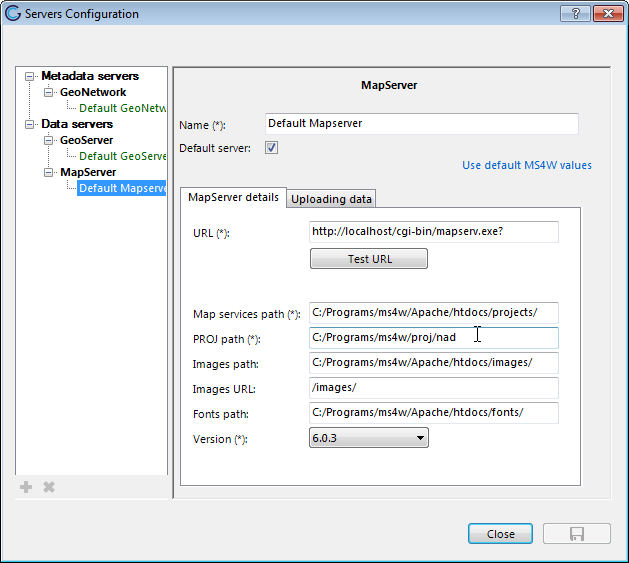 Servers Configuration
Metadata servers
GeoNetwork
Default GeoNetw
Data servers
GeoServer
Default GeoServe
MapServer
Default Mapserve
MapServer
Name (*): Default Mapserver
Default server:
Use default MS4W values
MapServer details Uploading data
URL (*): http://localhost/cgi-bin/mapserv.exe?
Test URL
Map services path (*): C:/Programs/ms4w/Apache/htdocs/projects/
PROJ path (*): C:/Programs/ms4w/proj/nad
Images path: C:/Programs/ms4w/Apache/htdocs/images/
Images URL: /images/
Fonts path: C:/Programs/ms4w/Apache/htdocs/fonts/
Version (*): 6.0.3
Close